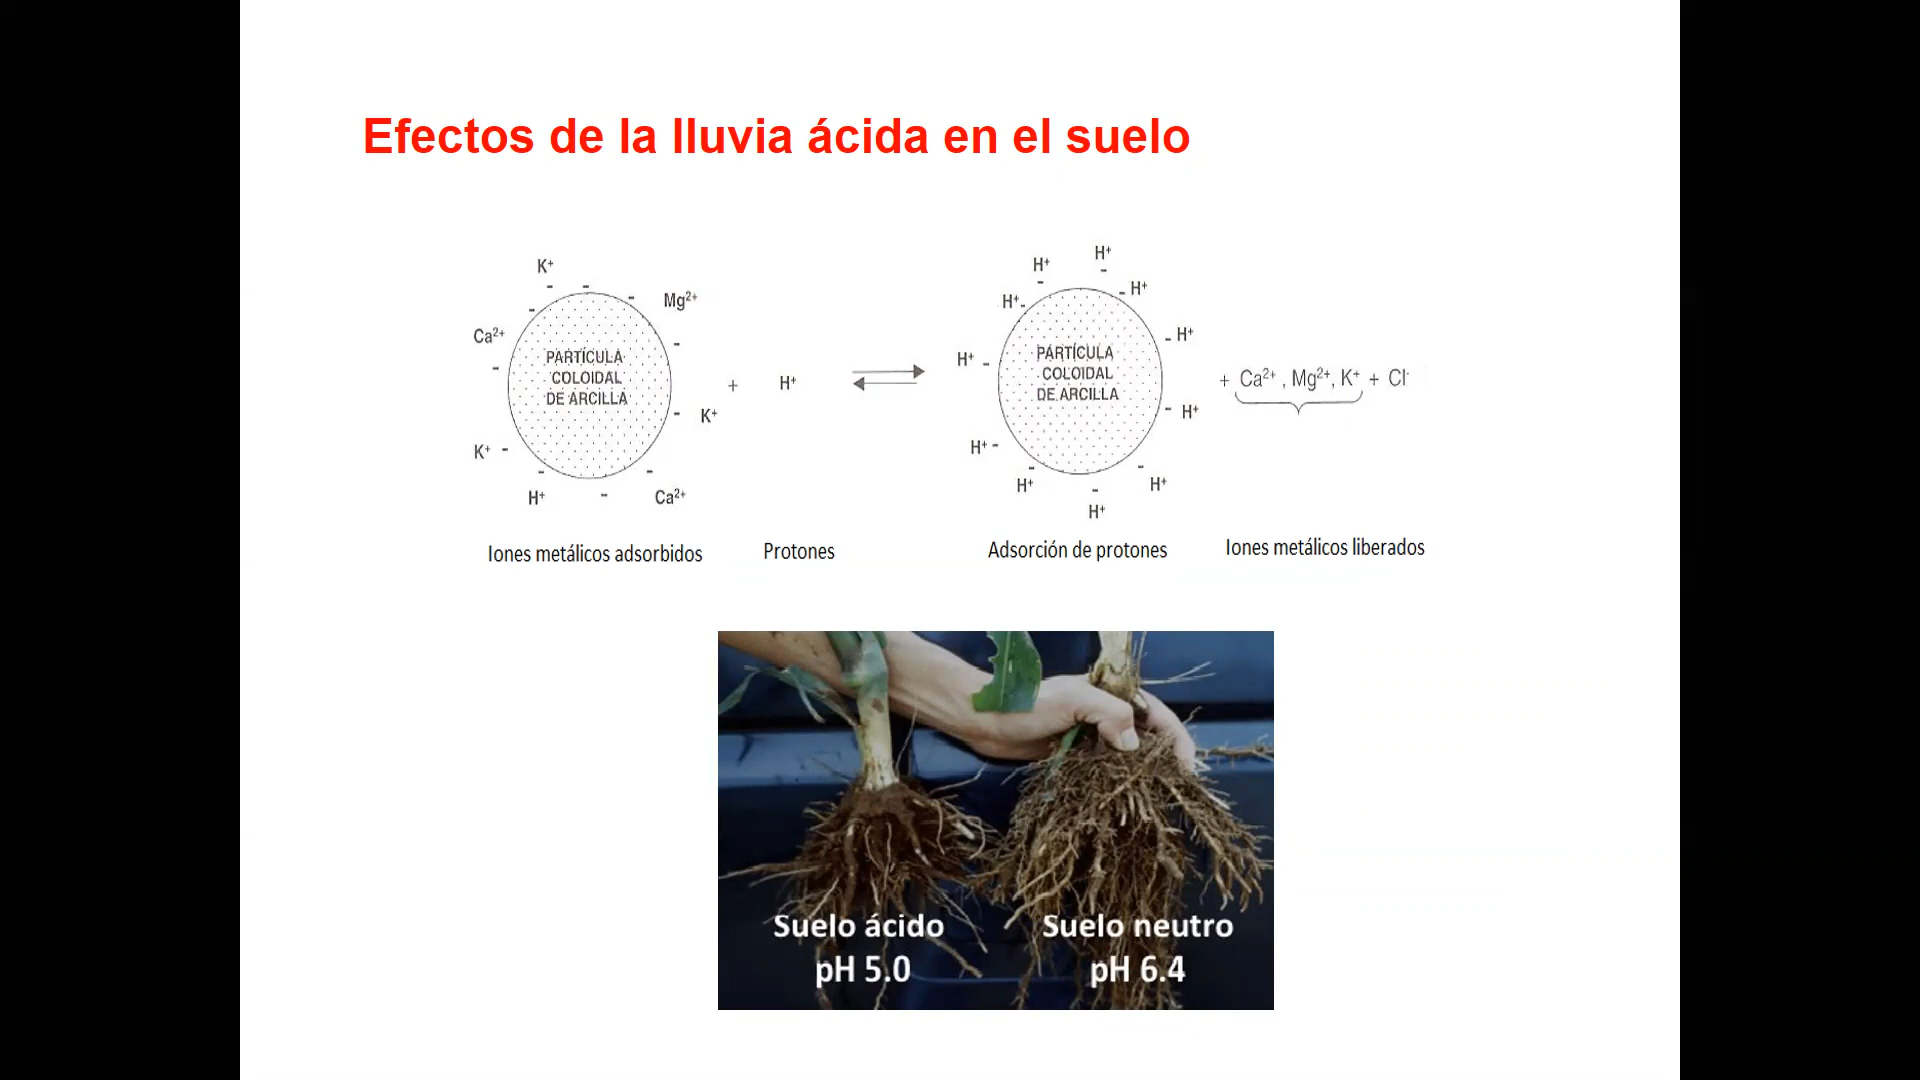 Efectos de la lluvia ácida en el suelo
K⁺
Mg²⁺
Ca²⁺
PARTÍCULA
COLOIDAL
DE ARCILLA
K⁺
K⁺
H⁺
Ca²⁺
+ H⁺
H⁺
H⁺
H⁺
H⁺
H⁺
H⁺
PARTÍCULA
COLOIDAL
DE ARCILLA
H⁺
H⁺
H⁺
H⁺
H⁺
+ Ca²⁺ , Mg²⁺, K⁺ + Cl⁻
Iones metálicos adsorbidos
Protones
Adsorción de protones
Iones metálicos liberados
Suelo ácido
pH 5.0
Suelo neutro
pH 6.4